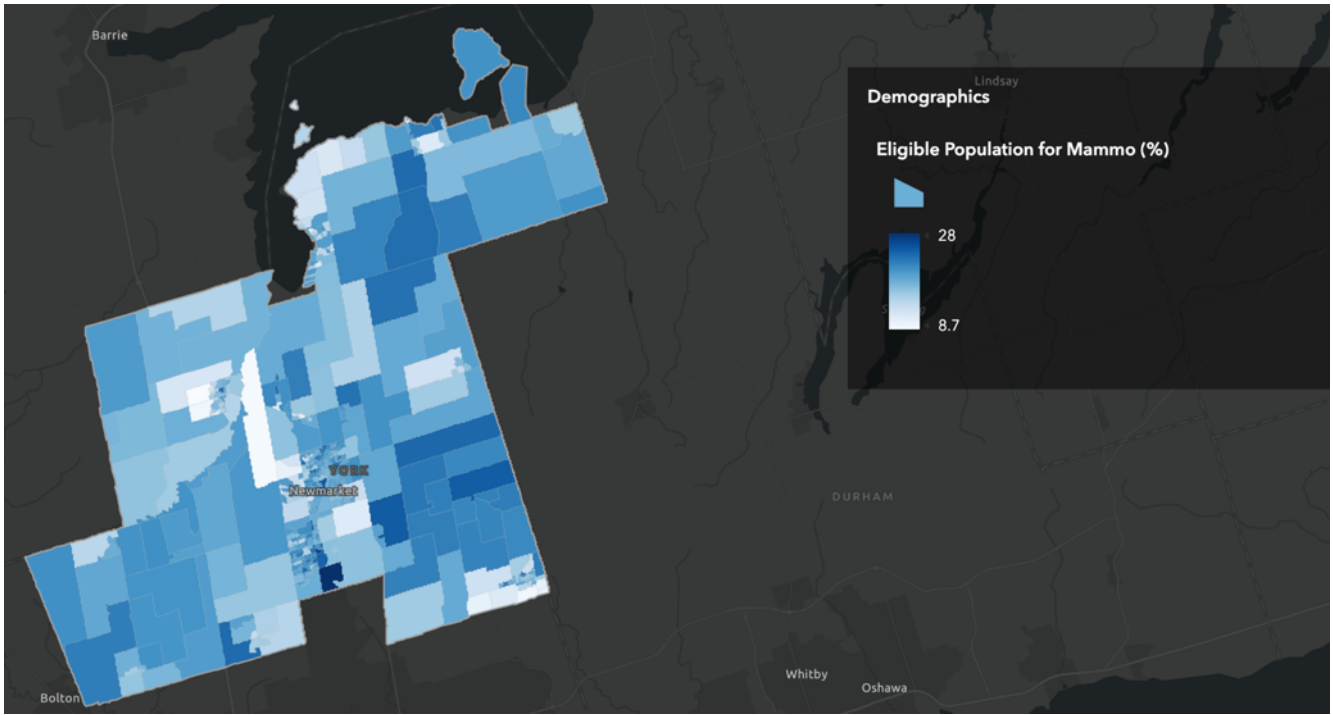 Barrie
Lindsay
Demographics
Eligible Population for Mammo (%)
28
8.7
YORK
Newmarket
DURHAM
Whitby
Oshawa
Bolton